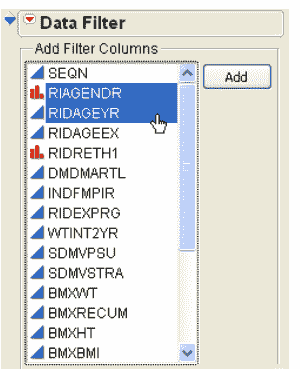 Data Filter
Add Filter Columns
SEQN
Add
RIAGENDR
RIDAGEYR
RIDAGEEX
RIDRETH1
DMDMARTL
INDFMPIR
RIDEXPRG
WTINT2YR
SDMVPSU
SDMVSTRA
BMXWT
BMXRECUM
BMXHT
BMXBMI